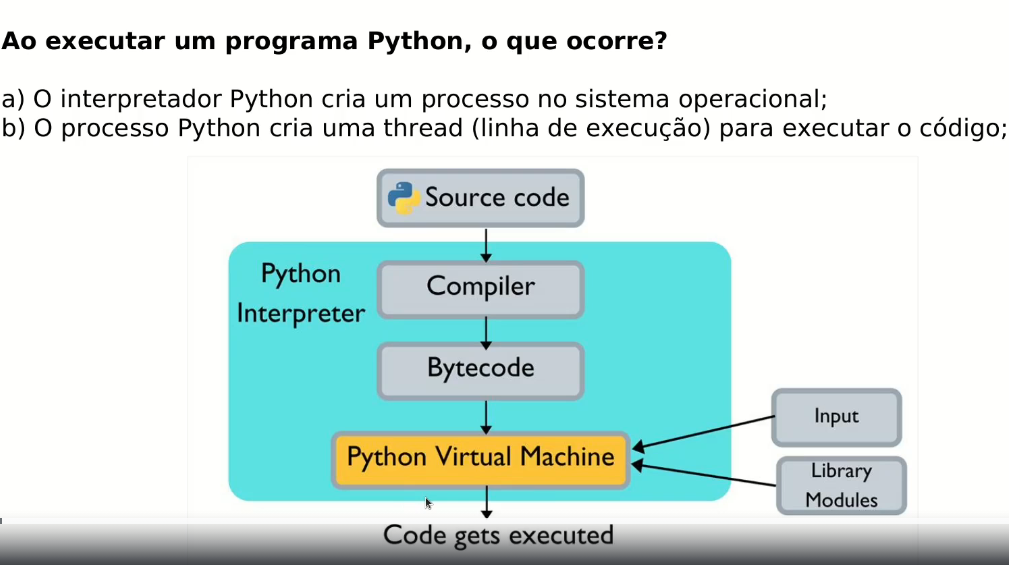 Ao executar um programa Python, o que ocorre?
a) O interpretador Python cria um processo no sistema operacional;
b) O processo Python cria uma thread (linha de execução) para executar o código;
Source code
Python
Interpreter
Compiler
Bytecode
Python Virtual Machine
Input
Library
Modules
Code gets executed